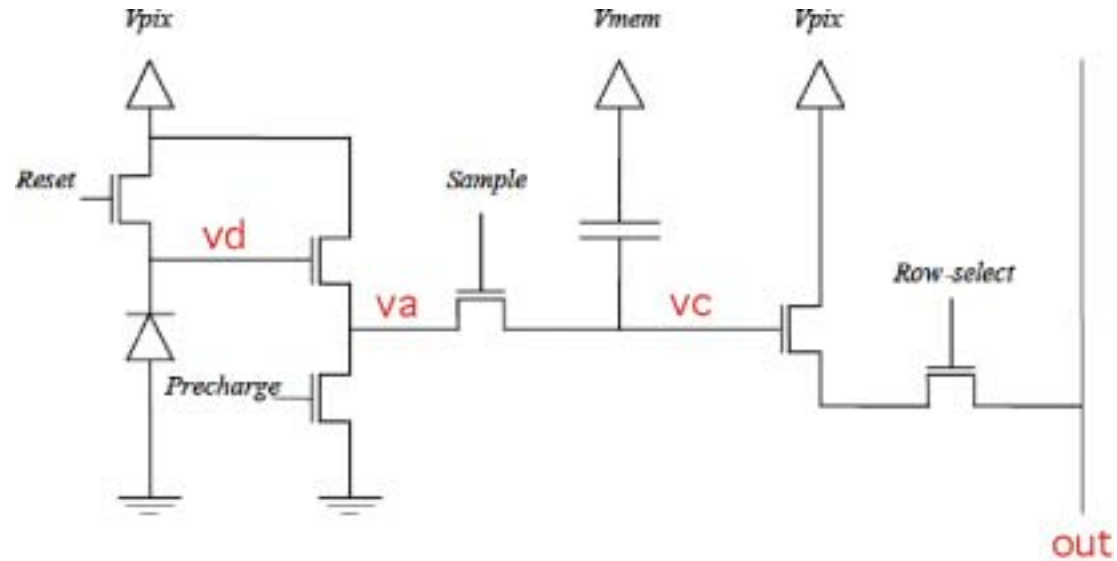 Vpix
Vmem
Vpix
Reset
Sample
vd
Row-select
va
vc
Precharge
out